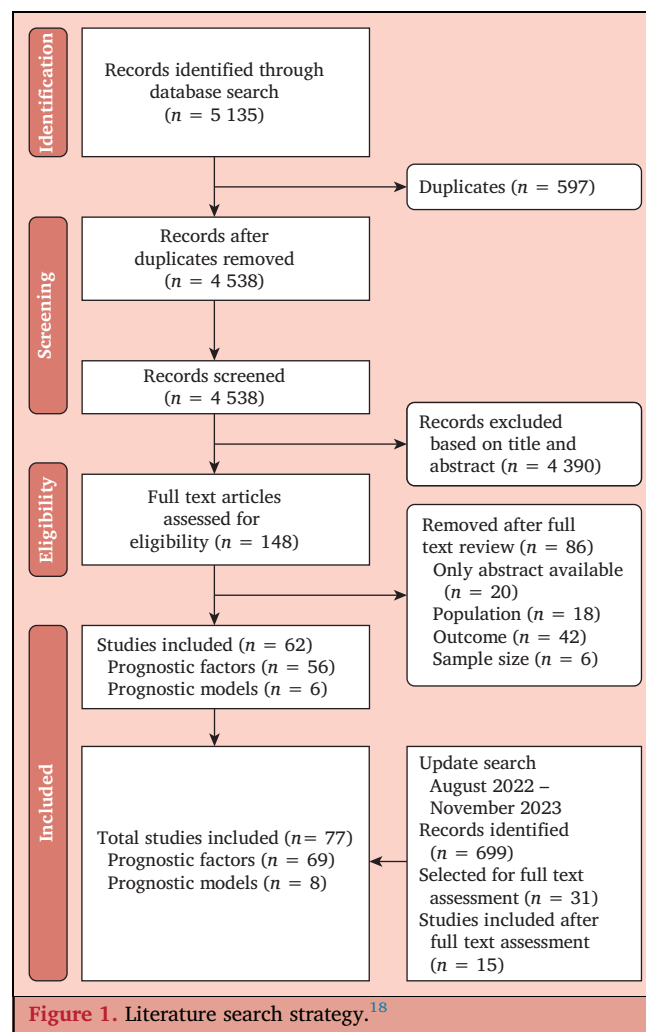 Identification
Records identified through
database search
(n = 5 135)
Duplicates (n = 597)
Screening
Records after
duplicates removed
(n = 4 538)
Records screened
(n = 4 538)
Records excluded
based on title and
abstract (n = 4 390)
Eligibility
Full text articles
assessed for
eligibility (n = 148)
Removed after full
text review (n = 86)
Only abstract available
(n = 20)
Population (n = 18)
Outcome (n = 42)
Sample size (n = 6)
Included
Studies included (n = 62)
Prognostic factors (n = 56)
Prognostic models (n = 6)
Total studies included (n= 77)
Prognostic factors (n = 69)
Prognostic models (n = 8)
Update search
August 2022 –
November 2023
Records identified
(n = 699)
Selected for full text
assessment (n = 31)
Studies included after
full text assessment
(n = 15)
Figure 1. Literature search strategy.18